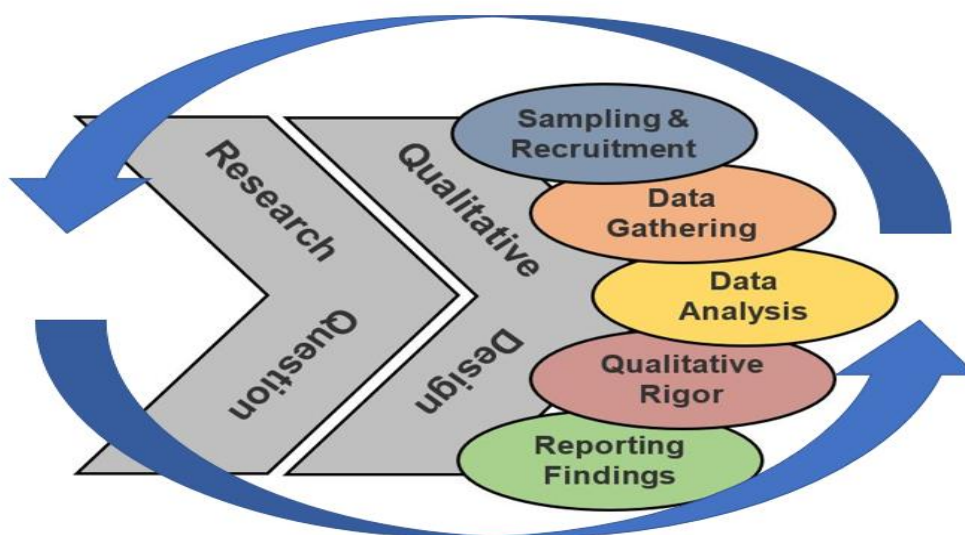 Research
Question
Qualitative
Design
Sampling &
Recruitment
Data
Gathering
Data
Analysis
Qualitative
Rigor
Reporting
Findings